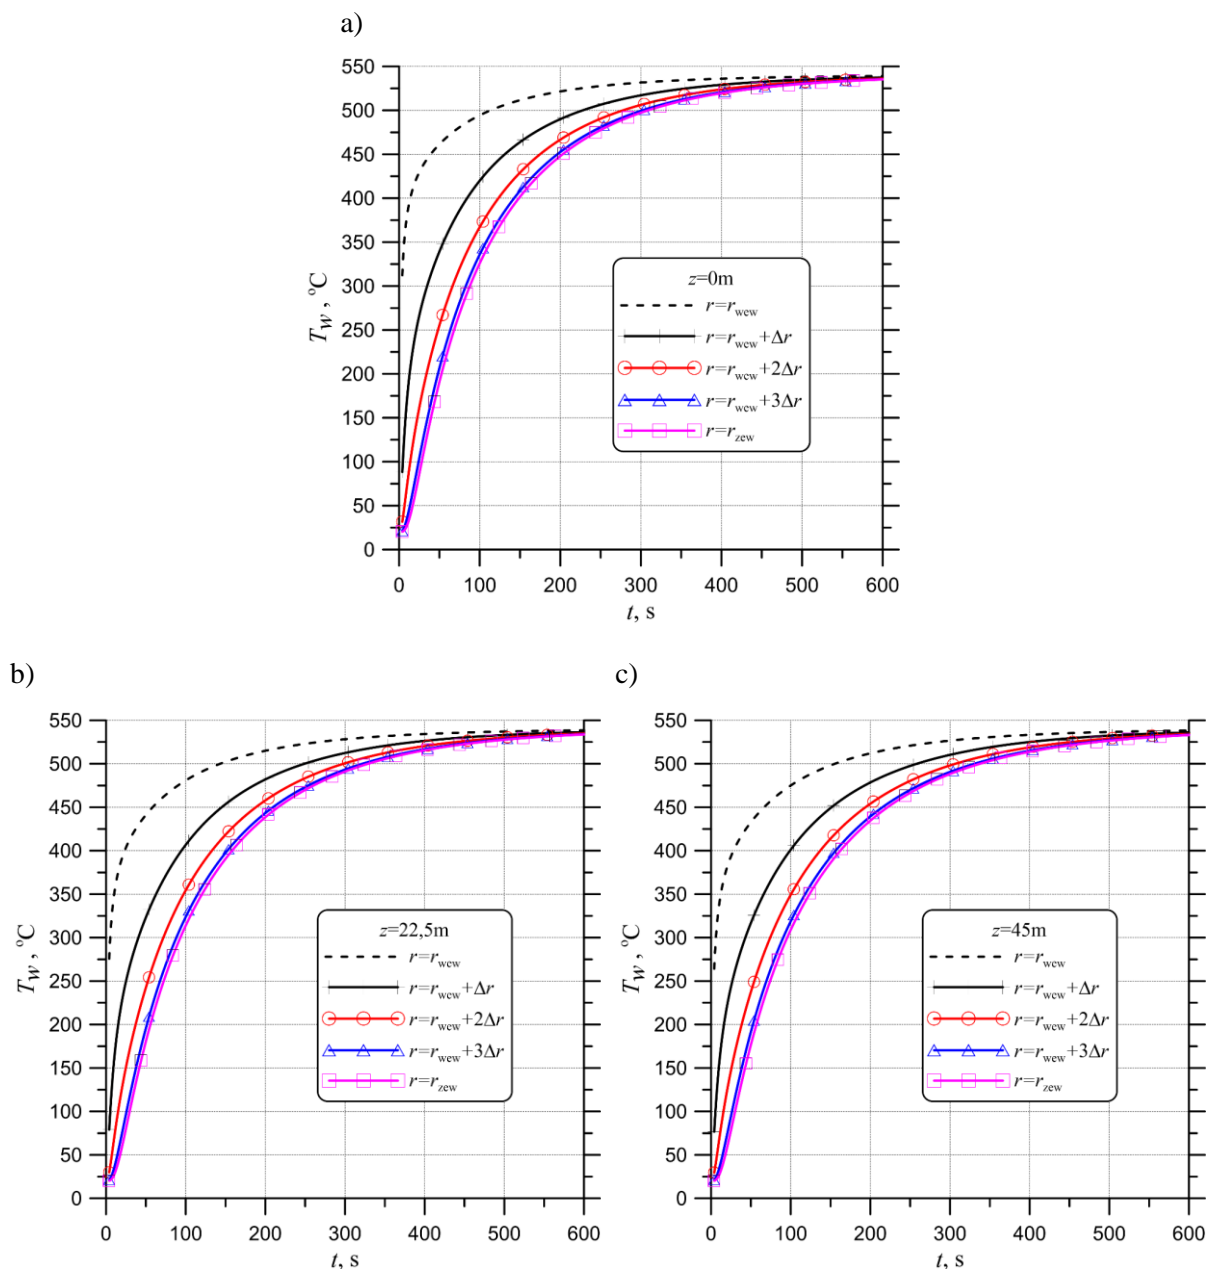 a)
550
500
450
400
350
300
250
200
150
100
50
0
T_w, °C
0 100 200 300 400 500 600
t, s
z=0m
r=r_wew
r=r_wew+Δr
r=r_wew+2Δr
r=r_wew+3Δr
r=r_zew
b)
550
500
450
400
350
300
250
200
150
100
50
0
T_w, °C
0 100 200 300 400 500 600
t, s
z=22,5m
r=r_wew
r=r_wew+Δr
r=r_wew+2Δr
r=r_wew+3Δr
r=r_zew
c)
550
500
450
400
350
300
250
200
150
100
50
0
T_w, °C
0 100 200 300 400 500 600
t, s
z=45m
r=r_wew
r=r_wew+Δr
r=r_wew+2Δr
r=r_wew+3Δr
r=r_zew